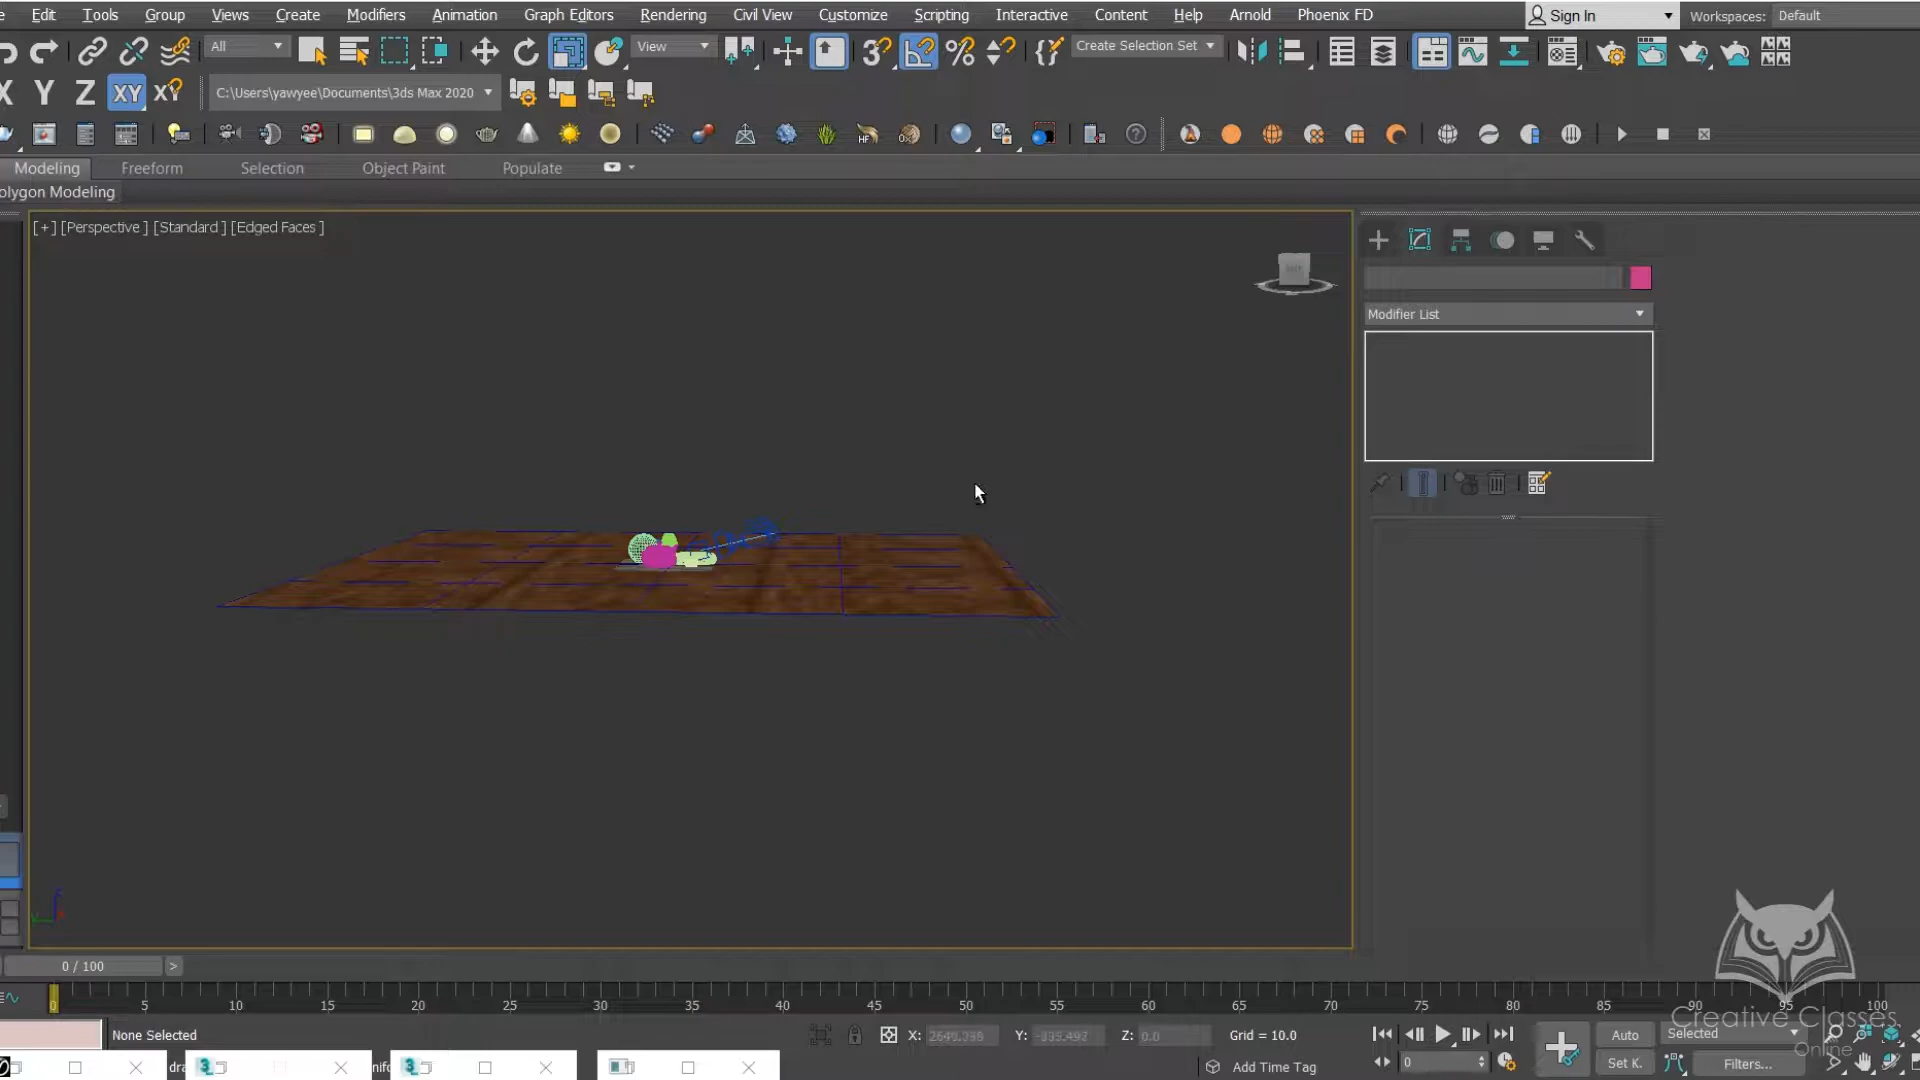 Edit Tools Group Views Create Modifiers Animation Graph Editors Rendering Civil View Customize Scripting Interactive Content Help Arnold Phoenix FD Sign In Workspaces: Default
All View Create Selection Set
X Y Z XY X? C:\Users\yawyee\Documents\3ds Max 2020
Modeling Freeform Selection Object Paint Populate
olygon Modeling
[+] [Perspective ] [Standard ] [Edged Faces ]
Modifier List
0 / 100
0 5 10 15 20 25 30 35 40 45 50 55 60 65 70 75 80 85 90 95 100
None Selected X: Y: -335.492 Z: 0.0 Grid = 10.0 Auto Selected
0 Add Time Tag Set K. Filters...
Creative Classes
Online